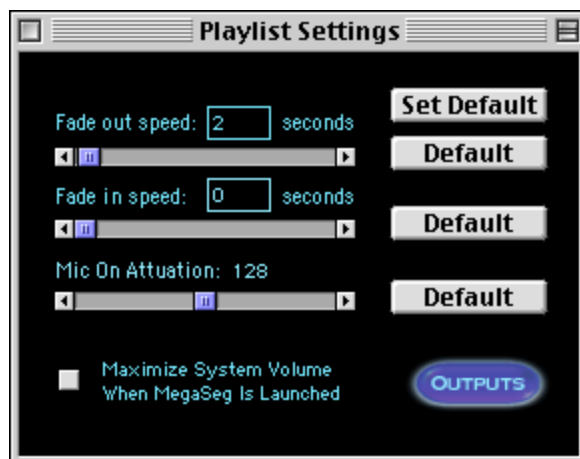 Playlist Settings
Set Default
Fade out speed: 2 seconds
Default
Fade in speed: 0 seconds
Default
Mic On Attuation: 128
Default
Maximize System Volume
When MegaSeg Is Launched
OUTPUTS